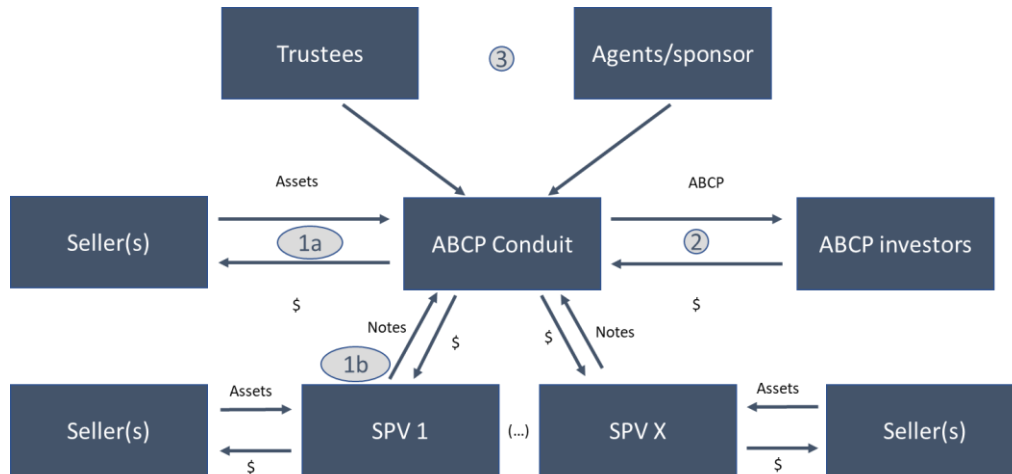 Trustees
3
Agents/sponsor
Assets
ABCP
Seller(s)
1a
ABCP Conduit
2
ABCP investors
$
$
Notes
$
$
Notes
1b
Assets
Assets
Seller(s)
SPV 1
(...)
SPV X
Seller(s)
$
$